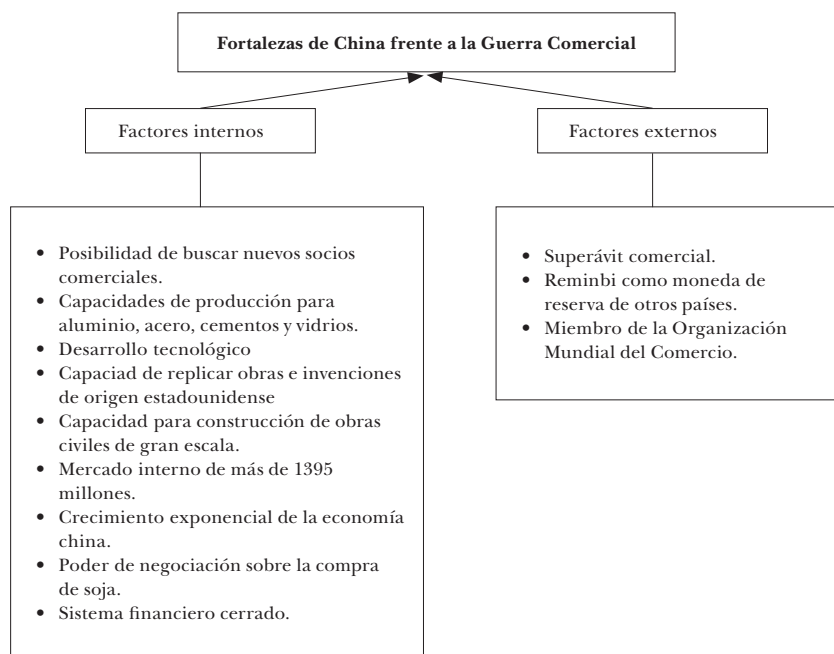 Fortalezas de China frente a la Guerra Comercial
Factores internos
Factores externos
• Posibilidad de buscar nuevos socios
comerciales.
• Capacidades de producción para
aluminio, acero, cementos y vidrios.
• Desarrollo tecnológico
• Capaciad de replicar obras e invenciones
de origen estadounidense
• Capacidad para construcción de obras
civiles de gran escala.
• Mercado interno de más de 1395
millones.
• Crecimiento exponencial de la economía
china.
• Poder de negociación sobre la compra
de soja.
• Sistema financiero cerrado.
• Superávit comercial.
• Reminbi como moneda de
reserva de otros países.
• Miembro de la Organización
Mundial del Comercio.